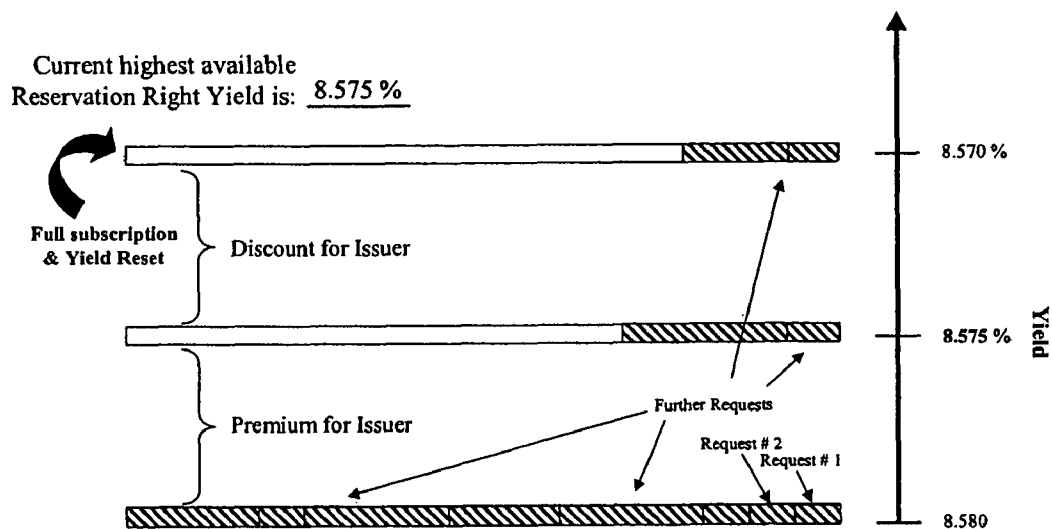 Current highest available
Reservation Right Yield is: 8.575 %
8.570 %
Full subscription
& Yield Reset
Discount for Issuer
8.575 %
Yield
Further Requests
Premium for Issuer
Request # 2
Request # 1
8.580